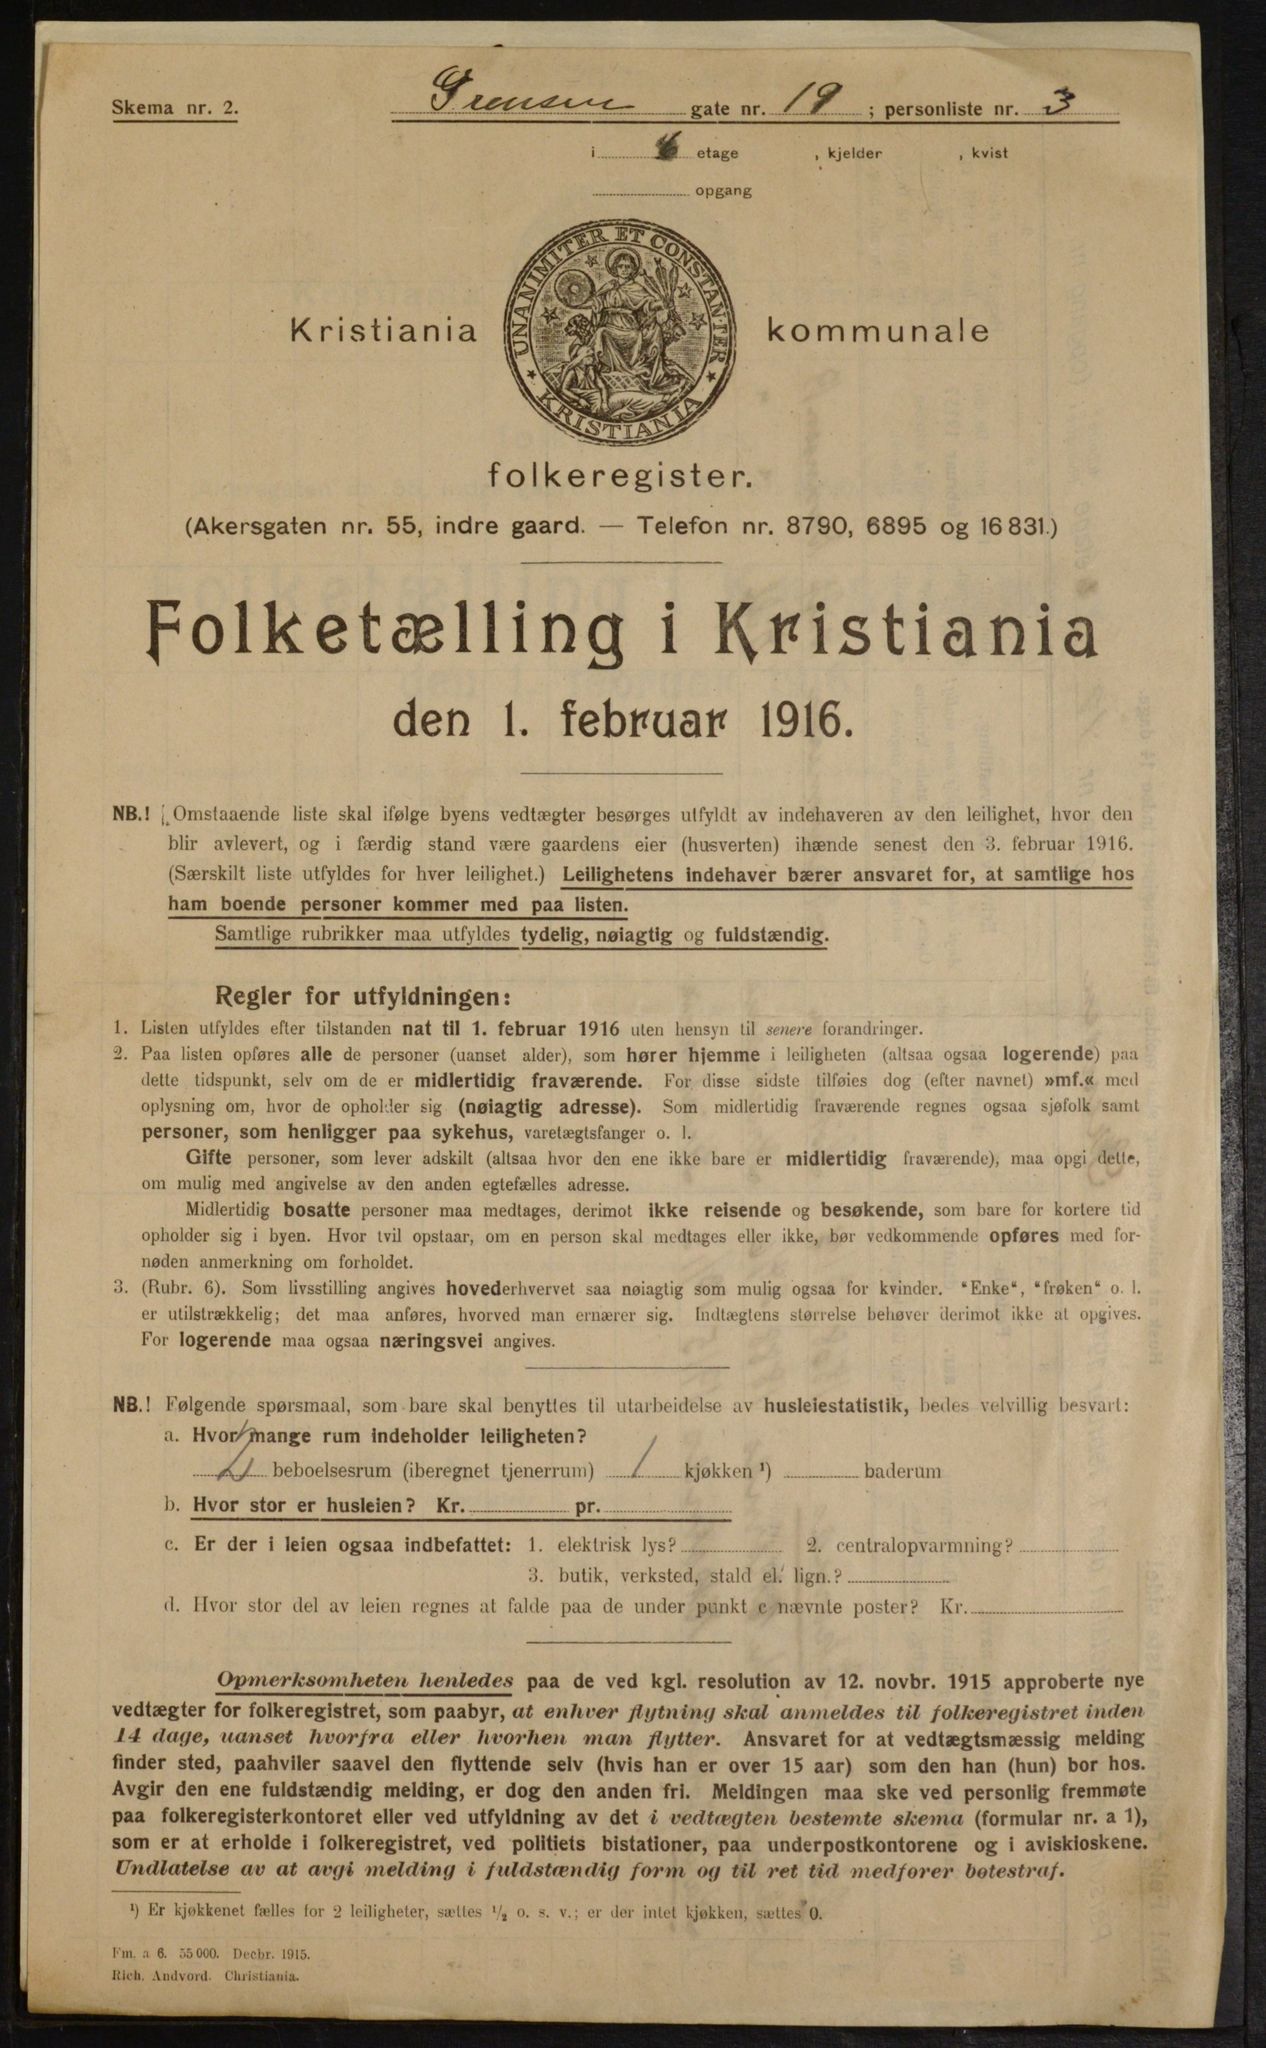 Skema nr. 2.
Grensen gate nr. 19 ; personliste nr. 3
i etage , kjelder , kvist
opgang
UNANIMITER ET CONSTANTER
KRISTIANIA
Kristiania kommunale
folkeregister.
(Akersgaten nr. 55, indre gaard. — Telefon nr. 8790, 6895 og 16 831.)
Folketælling i Kristiania
den 1. februar 1916.
NB.! Omstaaende liste skal ifølge byens vedtægter besørges utfyldt av indehaveren av den leilighet, hvor den
blir avlevert, og i færdig stand være gaardens eier (husverten) ihænde senest den 3. februar 1916.
(Særskilt liste utfyldes for hver leilighet.) Leilighetens indehaver bærer ansvaret for, at samtlige hos
ham boende personer kommer med paa listen.
Samtlige rubrikker maa utfyldes tydelig, nøiagtig og fuldstændig.
Regler for utfyldningen:
1. Listen utfyldes efter tilstanden nat til 1. februar 1916 uten hensyn til senere forandringer.
2. Paa listen opføres alle de personer (uanset alder), som hører hjemme i leiligheten (altsaa ogsaa logerende) paa
dette tidspunkt, selv om de er midlertidig fraværende. For disse sidste tilføies dog (efter navnet) »mf.« med
oplysning om, hvor de opholder sig (nøiagtig adresse). Som midlertidig fraværende regnes ogsaa sjøfolk samt
personer, som henligger paa sykehus, varetægtsfanger o. l.
Gifte personer, som lever adskilt (altsaa hvor den ene ikke bare er midlertidig fraværende), maa opgi dette,
om mulig med angivelse av den anden egtefælles adresse.
Midlertidig bosatte personer maa medtages, derimot ikke reisende og besøkende, som bare for kortere tid
opholder sig i byen. Hvor tvil opstaar, om en person skal medtages eller ikke, bør vedkommende opføres med for-
nøden anmerkning om forholdet.
3. (Rubr. 6). Som livsstilling angives hovederhvervet saa nøiagtig som mulig ogsaa for kvinder. "Enke", "frøken" o. l.
er utilstrækkelig; det maa anføres, hvorved man ernærer sig. Indtægtens størrelse behøver derimot ikke at opgives.
For logerende maa ogsaa næringsvei angives.
NB.! Følgende spørsmaal, som bare skal benyttes til utarbeidelse av husleiestatistik, bedes velvillig besvart:
a. Hvor mange rum indeholder leiligheten?
beboelsesrum (iberegnet tjenerrum) 1 kjøkken ¹) baderum
b. Hvor stor er husleien? Kr. pr.
c. Er der i leien ogsaa indbefattet: 1. elektrisk lys? 2. centralopvarmning?
3. butik, verksted, stald el. lign.?
d. Hvor stor del av leien regnes at falde paa de under punkt c nævnte poster? Kr.
Opmerksomheten henledes paa de ved kgl. resolution av 12. novbr. 1915 approberte nye
vedtægter for folkeregistret, som paabyr, at enhver flytning skal anmeldes til folkeregistret inden
14 dage, uanset hvorfra eller hvorhen man flytter. Ansvaret for at vedtægtsmæssig melding
finder sted, paahviler saavel den flyttende selv (hvis han er over 15 aar) som den han (hun) bor hos.
Avgir den ene fuldstændig melding, er dog den anden fri. Meldingen maa ske ved personlig fremmøte
paa folkeregisterkontoret eller ved utfyldning av det i vedtægten bestemte skema (formular nr. a 1),
som er at erholde i folkeregistret, ved politiets bistationer, paa underpostkontorene og i aviskioskene.
Undlatelse av at avgi melding i fuldstændig form og til ret tid medfører bøtestraf.
¹) Er kjøkkenet fælles for 2 leiligheter, sættes ½ o. s. v.; er der intet kjøkken, sættes 0.
Fm. a 6. 55 000. Decbr. 1915.
Rich. Andvord. Christiania.